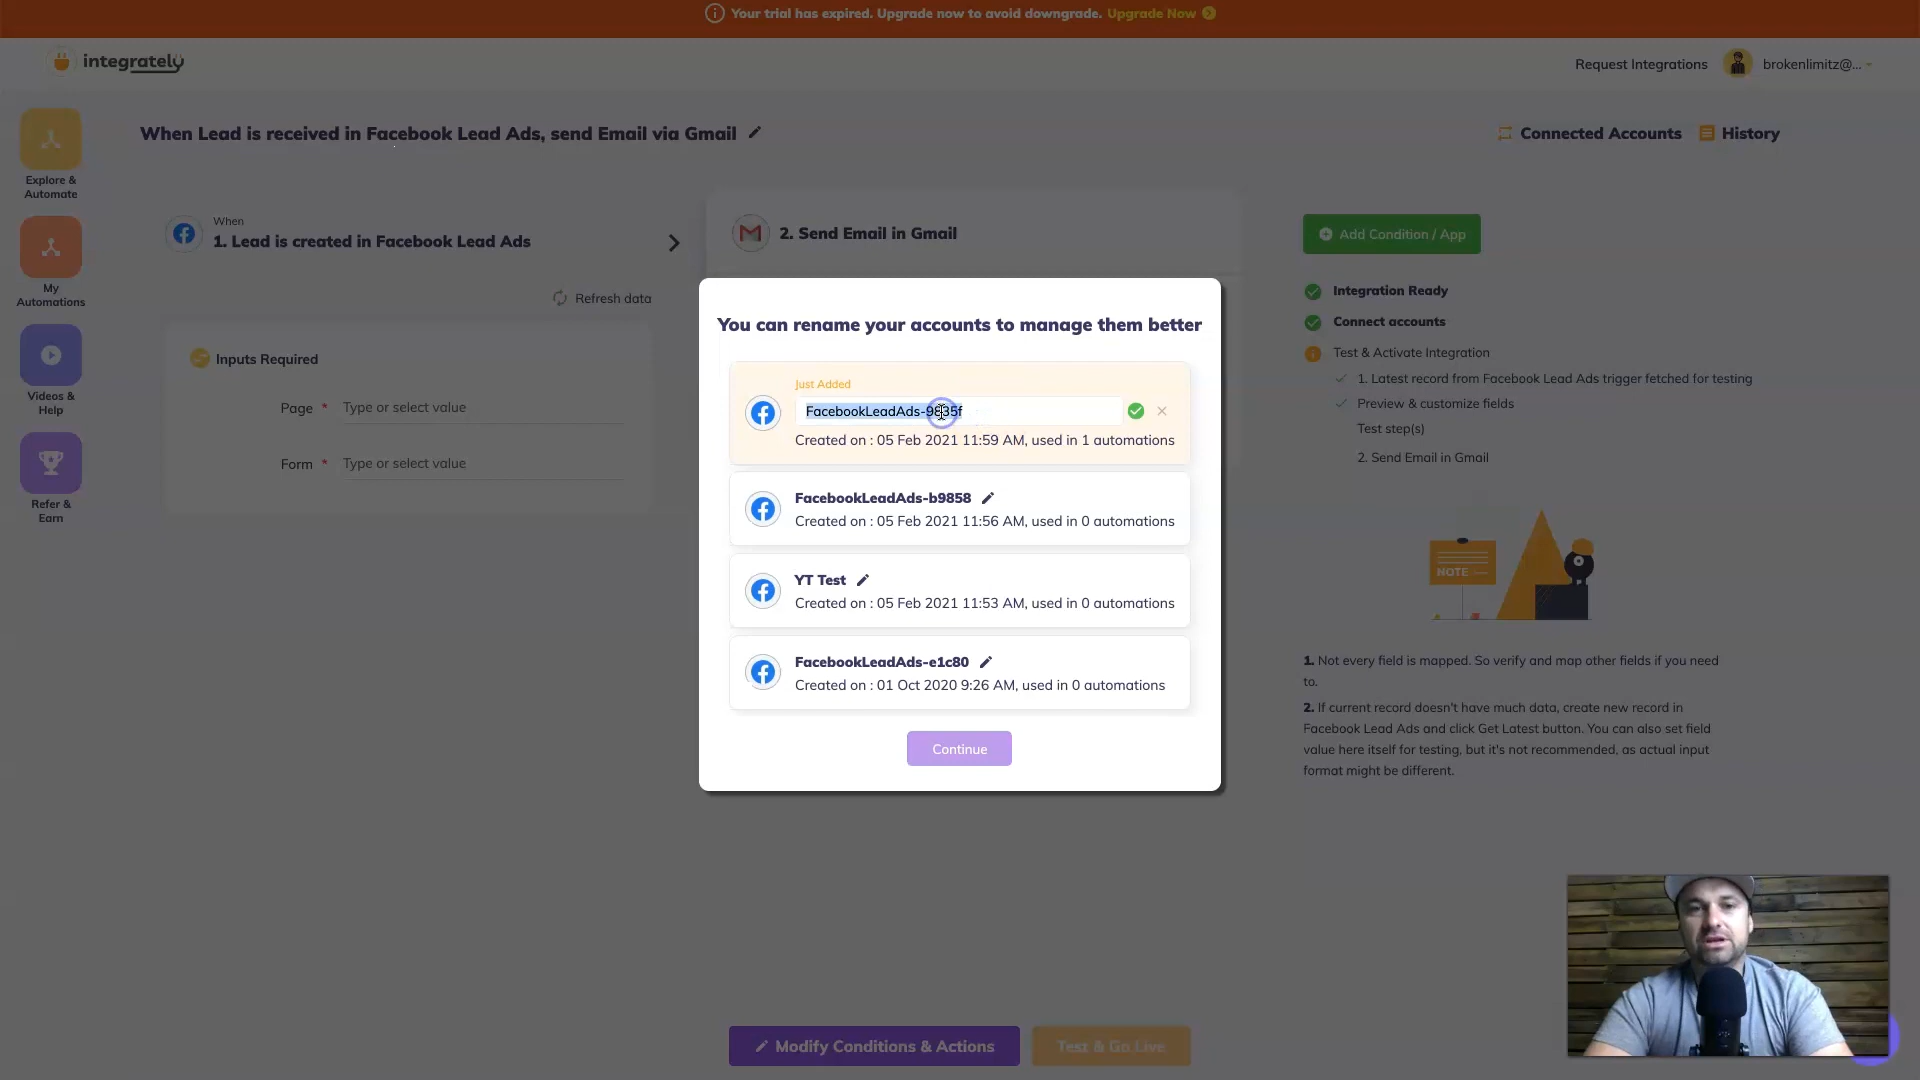 Your trial has expired. Upgrade now to avoid downgrade. Upgrade Now
integrately
Request Integrations
brokenlimitz@...
When Lead is received in Facebook Lead Ads, send Email via Gmail
Connected Accounts
History
Explore &
Automate
My
Automations
Videos &
Help
Refer &
Earn
When
1. Lead is created in Facebook Lead Ads
Refresh data
Inputs Required
Page * Type or select value
Form * Type or select value
2. Send Email in Gmail
You can rename your accounts to manage them better
Just Added
FacebookLeadAds-9835f
Created on : 05 Feb 2021 11:59 AM, used in 1 automations
FacebookLeadAds-b9858
Created on : 05 Feb 2021 11:56 AM, used in 0 automations
YT Test
Created on : 05 Feb 2021 11:53 AM, used in 0 automations
FacebookLeadAds-e1c80
Created on : 01 Oct 2020 9:26 AM, used in 0 automations
Continue
Modify Conditions & Actions
Test & Go Live
Add Condition / App
Integration Ready
Connect accounts
Test & Activate Integration
1. Latest record from Facebook Lead Ads trigger fetched for testing
Preview & customize fields
Test step(s)
2. Send Email in Gmail
NOTE
1. Not every field is mapped. So verify and map other fields if you need
to.
2. If current record doesn't have much data, create new record in
Facebook Lead Ads and click Get Latest button. You can also set field
value here itself for testing, but it's not recommended, as actual input
format might be different.